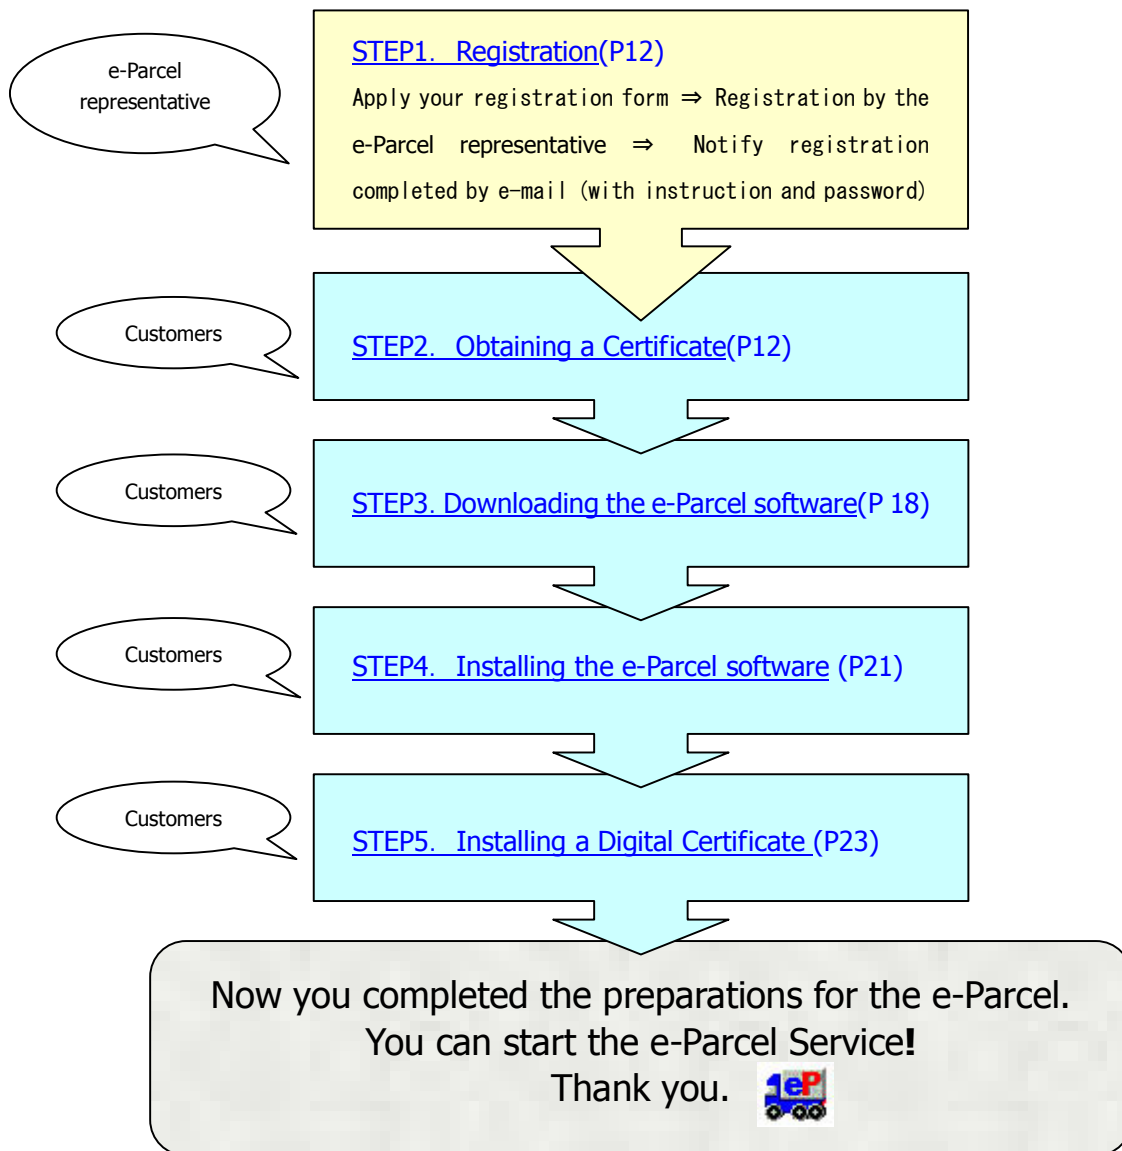 e-Parcel
representative
STEP1.  Registration(P12)
Apply your registration form ⇒ Registration by the
e-Parcel representative ⇒ Notify registration
completed by e-mail (with instruction and password)
Customers
STEP2.  Obtaining a Certificate(P12)
Customers
STEP3. Downloading the e-Parcel software(P 18)
Customers
STEP4.  Installing the e-Parcel software (P21)
Customers
STEP5.  Installing a Digital Certificate (P23)
Now you completed the preparations for the e-Parcel.
You can start the e-Parcel Service!
Thank you.
eP